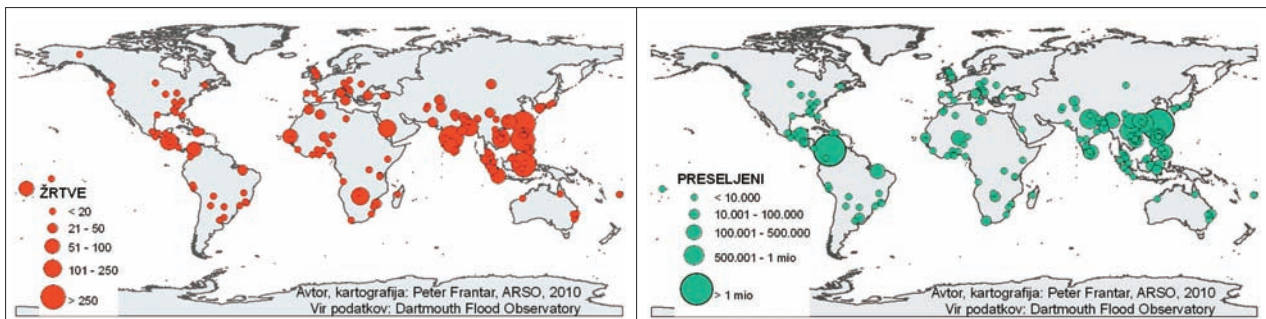 ŽRTVE
< 20
21 - 50
51 - 100
101 - 250
> 250
Avtor, kartografija: Peter Frantar, ARSO, 2010
Vir podatkov: Dartmouth Flood Observatory
PRESELJENI
< 10.000
10.001 - 100.000
100.001 - 500.000
500.001 - 1 mio
> 1 mio
Avtor, kartografija: Peter Frantar, ARSO, 2010
Vir podatkov: Dartmouth Flood Observatory